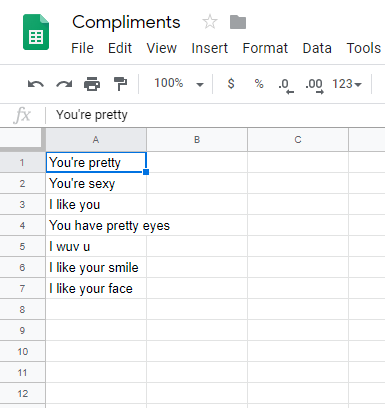 Compliments
File Edit View Insert Format Data Tools
100% $ % .0 .00 123
fx You're pretty
A B C
1 You're pretty
2 You're sexy
3 I like you
4 You have pretty eyes
5 I wuv u
6 I like your smile
7 I like your face
8
9
10
11
12